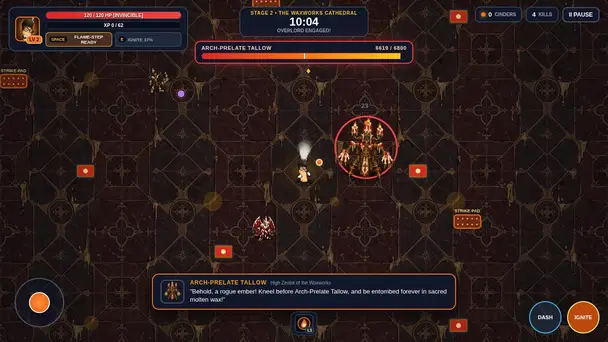 120 / 120 HP [INVINCIBLE]
XP 0 / 62
LV 2
SPACE FLAME-STEP READY
E IGNITE 37%
STAGE 2 • THE WAXWORKS CATHEDRAL
10:04
OVERLORD ENGAGED!
0 CINDERS
4 KILLS
II PAUSE
ARCH-PRELATE TALLOW 6619 / 6800
STRIKE PAD
23
STRIKE PAD
ARCH-PRELATE TALLOW High Zealot of the Waxworks
"Behold, a rogue ember! Kneel before Arch-Prelate Tallow, and be entombed forever in sacred
molten wax!"
L1
DASH
IGNITE